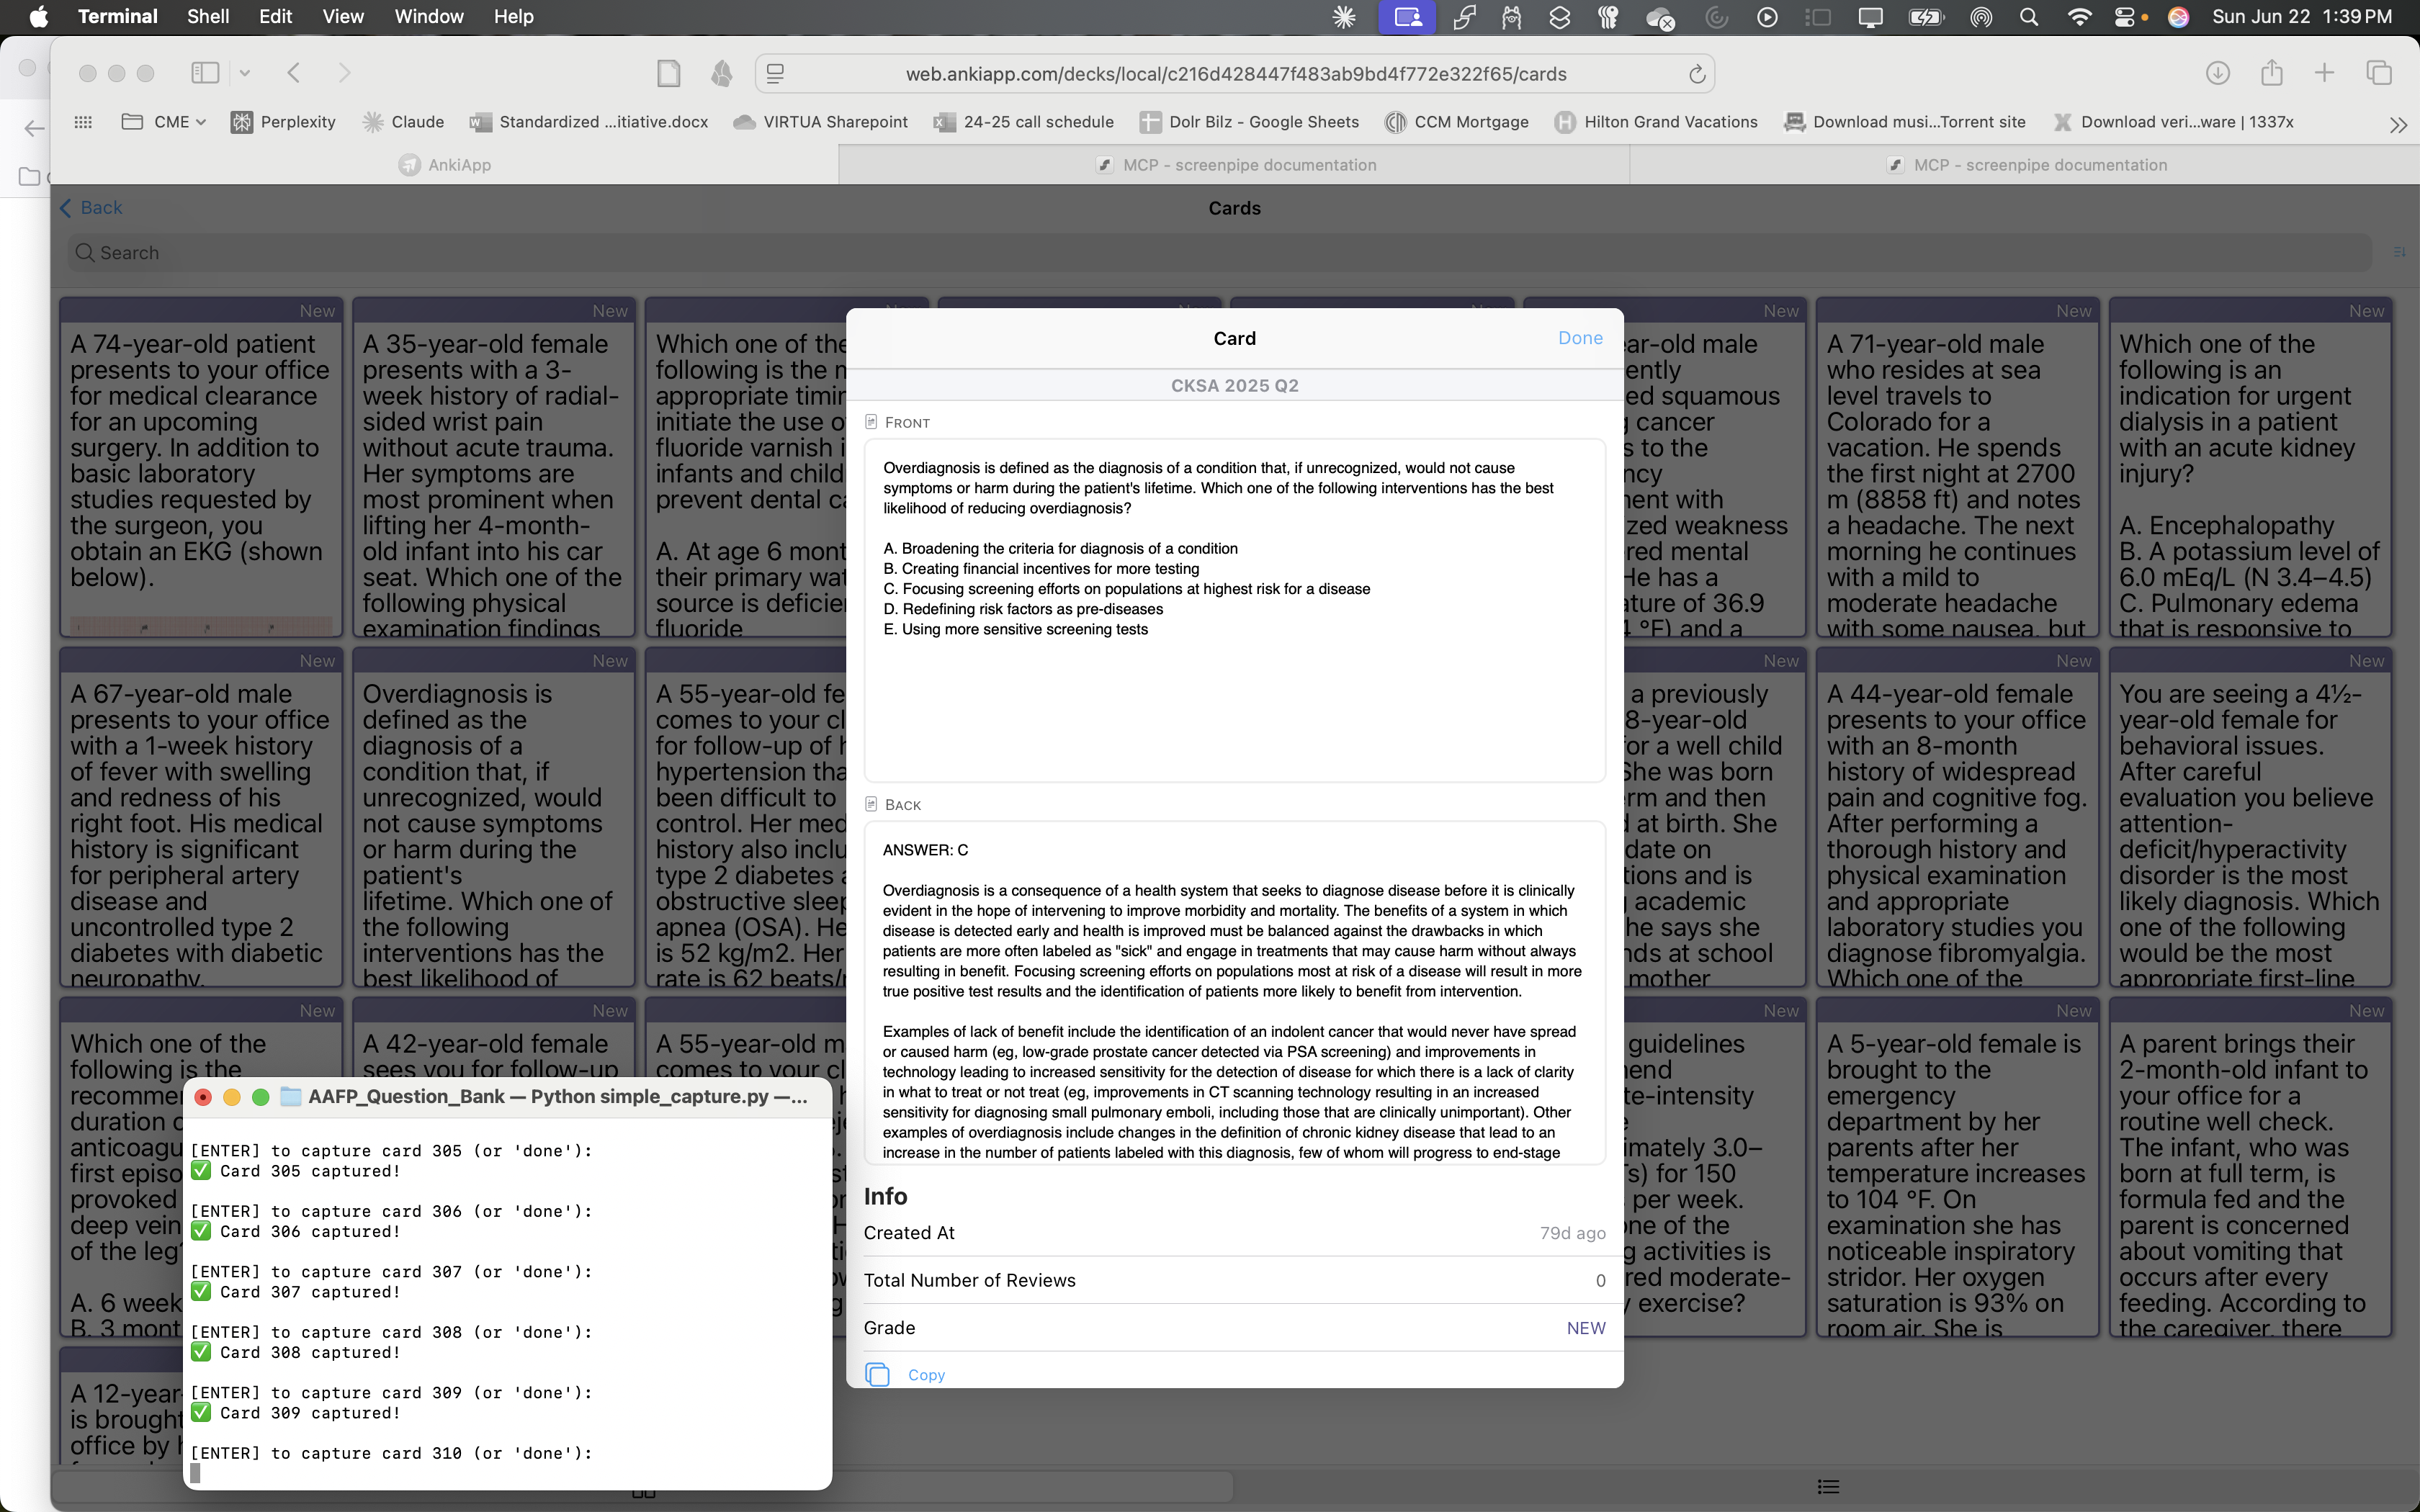 Terminal Shell Edit View Window Help Sun Jun 22 1:39 PM
web.ankiapp.com/decks/local/c216d428447f483ab9bd4f772e322f65/cards
CME Perplexity Claude Standardized ...itiative.docx VIRTUA Sharepoint 24-25 call schedule Dolr Bilz - Google Sheets CCM Mortgage Hilton Grand Vacations Download musi...Torrent site Download veri...ware | 1337x
AnkiApp MCP - screenpipe documentation MCP - screenpipe documentation
Back Cards
Search
New
A 74-year-old patient
presents to your office
for medical clearance
for an upcoming
surgery. In addition to
basic laboratory
studies requested by
the surgeon, you
obtain an EKG (shown
below).
New
A 35-year-old female
presents with a 3-
week history of radial-
sided wrist pain
without acute trauma.
Her symptoms are
most prominent when
lifting her 4-month-
old infant into his car
seat. Which one of the
following physical
examination findings
Which one of the
following is the
appropriate
initiate the use
fluoride varnish
infants and
prevent dental
A. At age 6
their primary
source is
fluoride
New
male
squamous
cancer
to the
with
weakness
mental
He has a
of 36.9
°F) and a
New
A 71-year-old male
who resides at sea
level travels to
Colorado for a
vacation. He spends
the first night at 2700
m (8858 ft) and notes
a headache. The next
morning he continues
with a mild to
moderate headache
with some nausea, but
New
Which one of the
following is an
indication for urgent
dialysis in a patient
with an acute kidney
injury?
A. Encephalopathy
B. A potassium level of
6.0 mEq/L (N 3.4–4.5)
C. Pulmonary edema
that is responsive to
New
A 67-year-old male
presents to your office
with a 1-week history
of fever with swelling
and redness of his
right foot. His medical
history is significant
for peripheral artery
disease and
uncontrolled type 2
diabetes with diabetic
neuropathy.
New
Overdiagnosis is
defined as the
diagnosis of a
condition that, if
unrecognized, would
not cause symptoms
or harm during the
patient's
lifetime. Which one of
the following
interventions has the
best likelihood of
A 55-year-old
comes to your
for follow-up of
hypertension
been difficult to
control. Her
history also
type 2 diabetes
obstructive
apnea (OSA).
is 52 kg/m2. Her
rate is 62
New
a previously
8-year-old
for a well child
She was born
and then
at birth. She
date on
and is
academic
she says she
at school
mother
New
A 44-year-old female
presents to your office
with an 8-month
history of widespread
pain and cognitive fog.
After performing a
thorough history and
physical examination
and appropriate
laboratory studies you
diagnose fibromyalgia.
Which one of the
New
You are seeing a 4½-
year-old female for
behavioral issues.
After careful
evaluation you believe
attention-
deficit/hyperactivity
disorder is the most
likely diagnosis. Which
one of the following
would be the most
appropriate first-line
New
Which one of the
following is the
duration
first
provoked
deep
of the
A. 6
B. 3
New
A 42-year-old female
sees you for follow-up
A 55-year-old
comes to your
New
guidelines
3.0–
for 150
per week.
one of the
activities is
moderate-
exercise?
New
A 5-year-old female is
brought to the
emergency
department by her
parents after her
temperature increases
to 104 °F. On
examination she has
noticeable inspiratory
stridor. Her oxygen
saturation is 93% on
room air. She is
New
A parent brings their
2-month-old infant to
your office for a
routine well check.
The infant, who was
born at full term, is
formula fed and the
parent is concerned
about vomiting that
occurs after every
feeding. According to
the caregiver, there
A 12-year-
is brought
office by
Card Done
CKSA 2025 Q2
FRONT
Overdiagnosis is defined as the diagnosis of a condition that, if unrecognized, would not cause
symptoms or harm during the patient's lifetime. Which one of the following interventions has the best
likelihood of reducing overdiagnosis?
A. Broadening the criteria for diagnosis of a condition
B. Creating financial incentives for more testing
C. Focusing screening efforts on populations at highest risk for a disease
D. Redefining risk factors as pre-diseases
E. Using more sensitive screening tests
BACK
ANSWER: C
Overdiagnosis is a consequence of a health system that seeks to diagnose disease before it is clinically
evident in the hope of intervening to improve morbidity and mortality. The benefits of a system in which
disease is detected early and health is improved must be balanced against the drawbacks in which
patients are more often labeled as "sick" and engage in treatments that may cause harm without always
resulting in benefit. Focusing screening efforts on populations most at risk of a disease will result in more
true positive test results and the identification of patients more likely to benefit from intervention.
Examples of lack of benefit include the identification of an indolent cancer that would never have spread
or caused harm (eg, low-grade prostate cancer detected via PSA screening) and improvements in
technology leading to increased sensitivity for the detection of disease for which there is a lack of clarity
in what to treat or not treat (eg, improvements in CT scanning technology resulting in an increased
sensitivity for diagnosing small pulmonary emboli, including those that are clinically unimportant). Other
examples of overdiagnosis include changes in the definition of chronic kidney disease that lead to an
increase in the number of patients labeled with this diagnosis, few of whom will progress to end-stage
Info
Created At 79d ago
Total Number of Reviews 0
Grade NEW
Copy
AAFP_Question_Bank — Python simple_capture.py —...
[ENTER] to capture card 305 (or 'done'):
✅ Card 305 captured!
[ENTER] to capture card 306 (or 'done'):
✅ Card 306 captured!
[ENTER] to capture card 307 (or 'done'):
✅ Card 307 captured!
[ENTER] to capture card 308 (or 'done'):
✅ Card 308 captured!
[ENTER] to capture card 309 (or 'done'):
✅ Card 309 captured!
[ENTER] to capture card 310 (or 'done'):